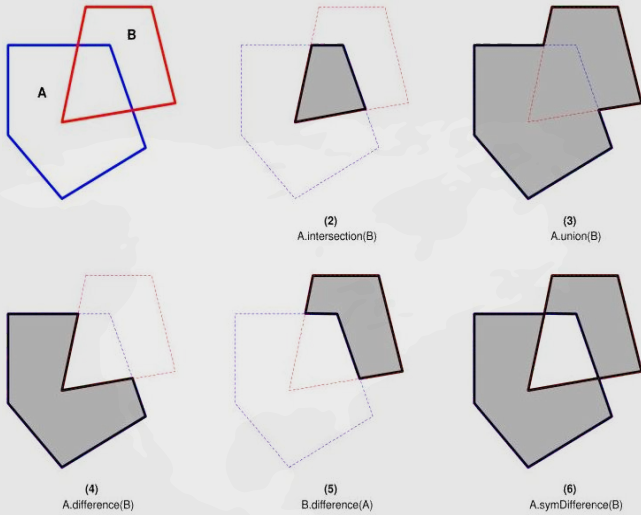 A
B
(2)
A.intersection(B)
(3)
A.union(B)
(4)
A.difference(B)
(5)
B.difference(A)
(6)
A.symDifference(B)